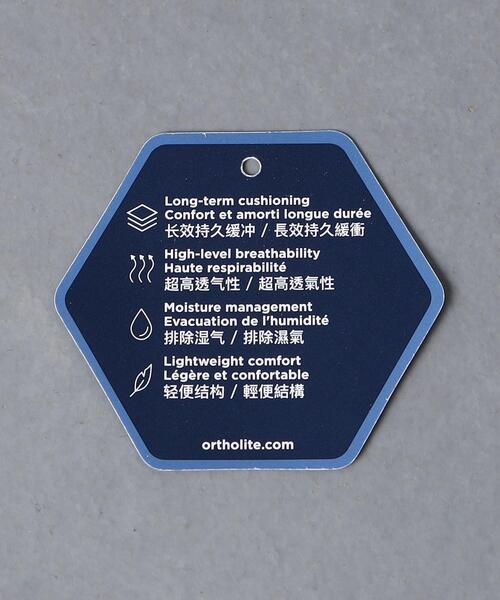 Long-term cushioning
Confort et amorti longue durée
长效持久缓冲 / 長效持久緩衝
High-level breathability
Haute respirabilité
超高透气性 / 超高透氣性
Moisture management
Evacuation de l'humidité
排除湿气 / 排除濕氣
Lightweight comfort
Légère et confortable
轻便结构 / 輕便結構
ortholite.com